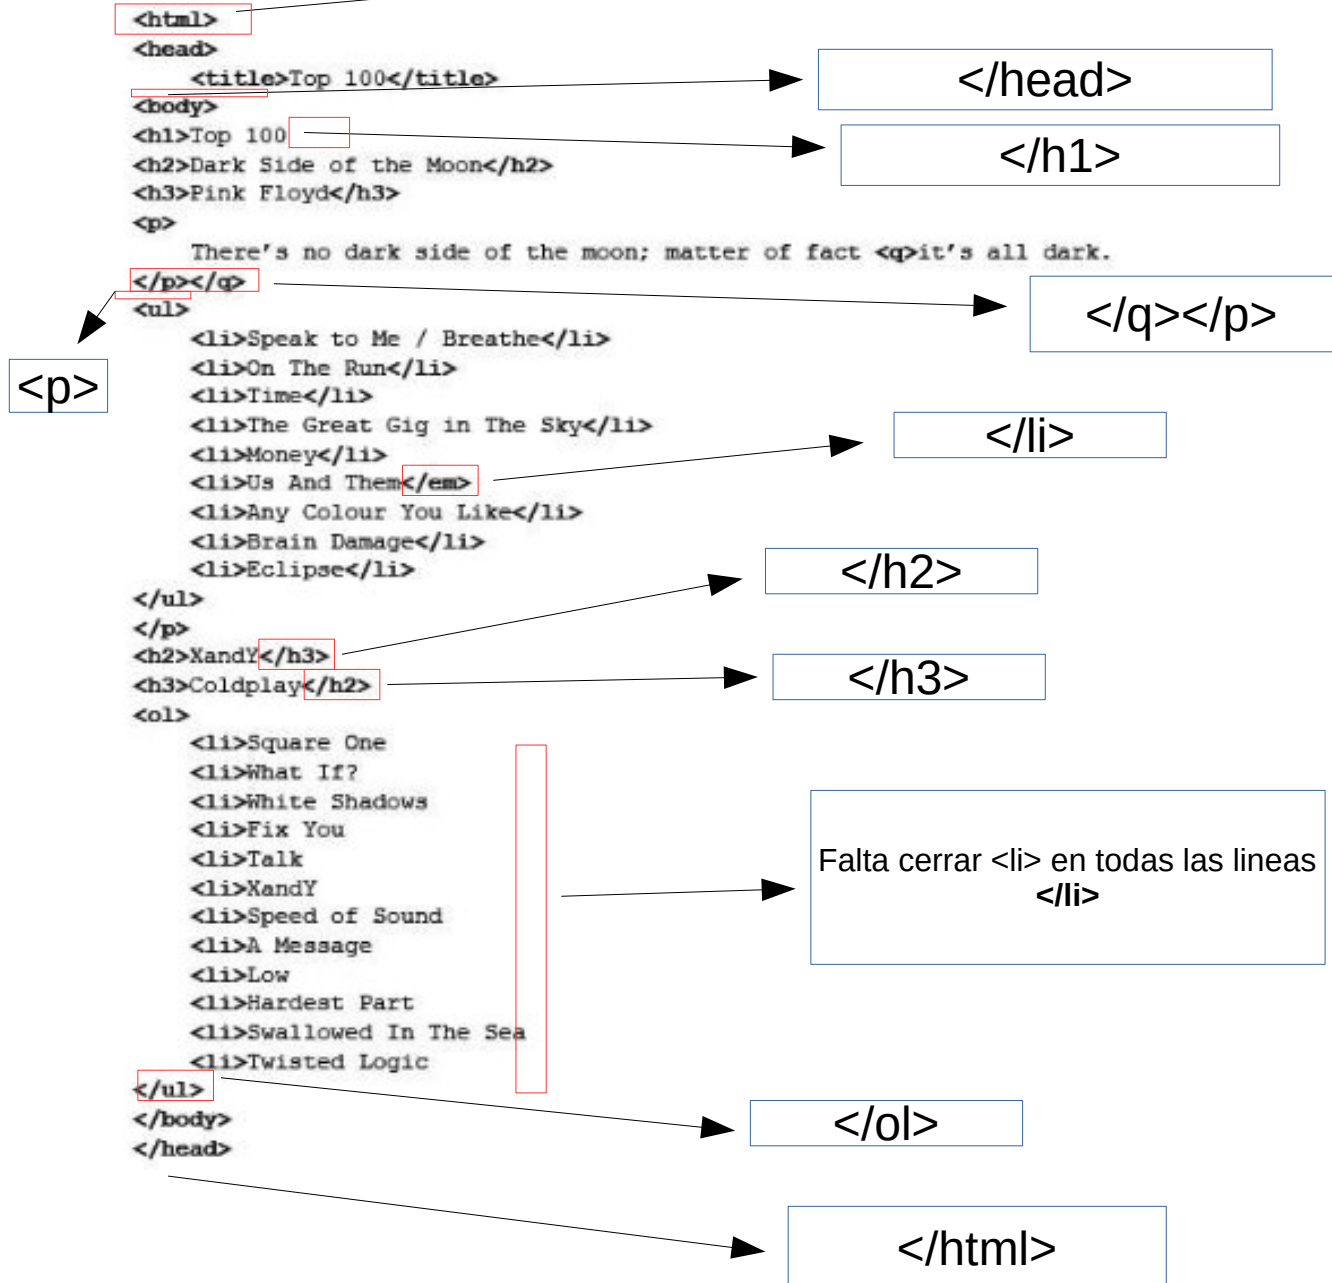 <html>
<head>
<title>Top 100</title>
</head>
<body>
<h1>Top 100
</h1>
<h2>Dark Side of the Moon</h2>
<h3>Pink Floyd</h3>
<p>
There's no dark side of the moon; matter of fact <q>it's all dark.
</p></q>
</q></p>
<p>
<ul>
<li>Speak to Me / Breathe</li>
<li>On The Run</li>
<li>Time</li>
<li>The Great Gig in The Sky</li>
<li>Money</li>
<li>Us And Them</em>
</li>
<li>Any Colour You Like</li>
<li>Brain Damage</li>
<li>Eclipse</li>
</ul>
</p>
<h2>XandY</h3>
</h2>
<h3>Coldplay</h2>
</h3>
<ol>
<li>Square One
<li>What If?
<li>White Shadows
<li>Fix You
<li>Talk
<li>XandY
<li>Speed of Sound
<li>A Message
<li>Low
<li>Hardest Part
<li>Swallowed In The Sea
<li>Twisted Logic
Falta cerrar <li> en todas las lineas
</li>
</ul>
</ol>
</body>
</head>
</html>